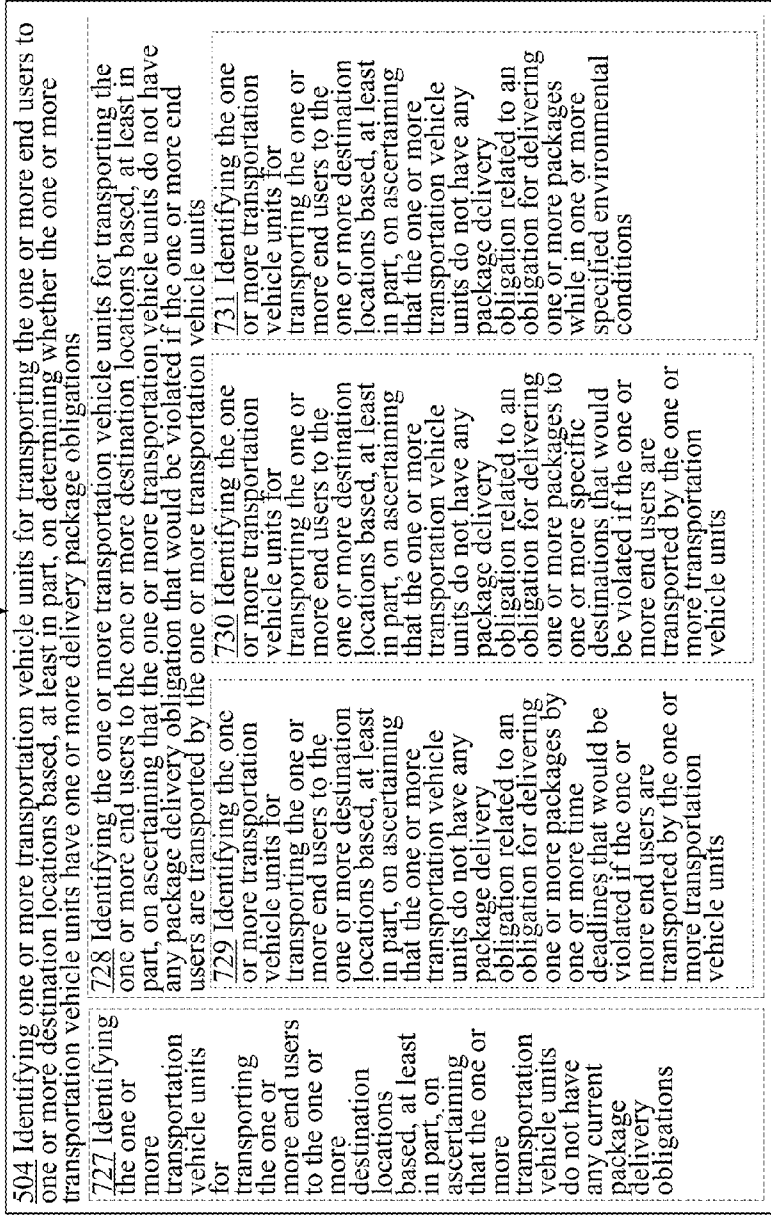 504 Identifying one or more transportation vehicle units for transporting the one or more end users to
one or more destination locations based, at least in part, on determining whether the one or more
transportation vehicle units have one or more delivery package obligations
727 Identifying
the one or
more
transportation
vehicle units
for
transporting
the one or
more end users
to the one or
more
destination
locations
based, at least
in part, on
ascertaining
that the one or
more
transportation
vehicle units
do not have
any current
package
delivery
obligations
728 Identifying the one or more transportation vehicle units for transporting the
one or more end users to the one or more destination locations based, at least in
part, on ascertaining that the one or more transportation vehicle units do not have
any package delivery obligation that would be violated if the one or more end
users are transported by the one or more transportation vehicle units
729 Identifying the one
or more transportation
vehicle units for
transporting the one or
more end users to the
one or more destination
locations based, at least
in part, on ascertaining
that the one or more
transportation vehicle
units do not have any
package delivery
obligation related to an
obligation for delivering
one or more packages by
one or more time
deadlines that would be
violated if the one or
more end users are
transported by the one or
more transportation
vehicle units
730 Identifying the one
or more transportation
vehicle units for
transporting the one or
more end users to the
one or more destination
locations based, at least
in part, on ascertaining
that the one or more
transportation vehicle
units do not have any
package delivery
obligation related to an
obligation for delivering
one or more packages to
one or more specific
destinations that would
be violated if the one or
more end users are
transported by the one or
more transportation
vehicle units
731 Identifying the one
or more transportation
vehicle units for
transporting the one or
more end users to the
one or more destination
locations based, at least
in part, on ascertaining
that the one or more
transportation vehicle
units do not have any
package delivery
obligation related to an
obligation for delivering
one or more packages
while in one or more
specified environmental
conditions